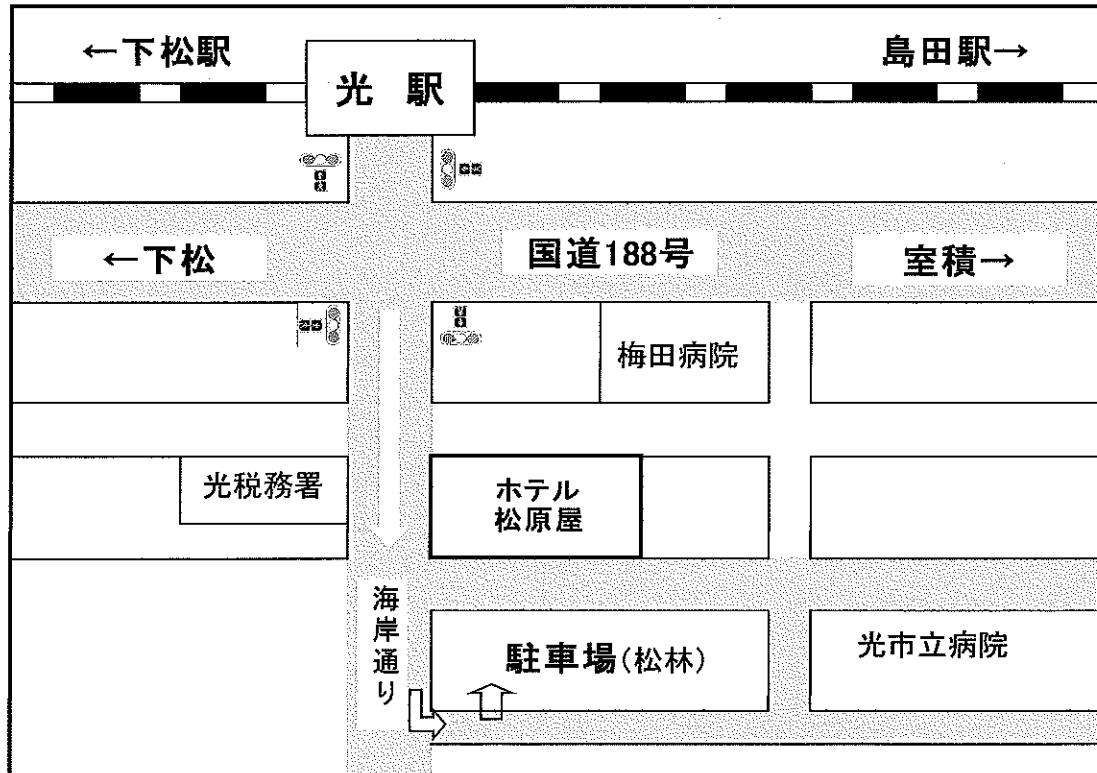 ←下松駅
島田駅→
光 駅
←下松
国道188号
室積→
梅田病院
光税務署
ホテル
松原屋
海岸通り
駐車場(松林)
光市立病院